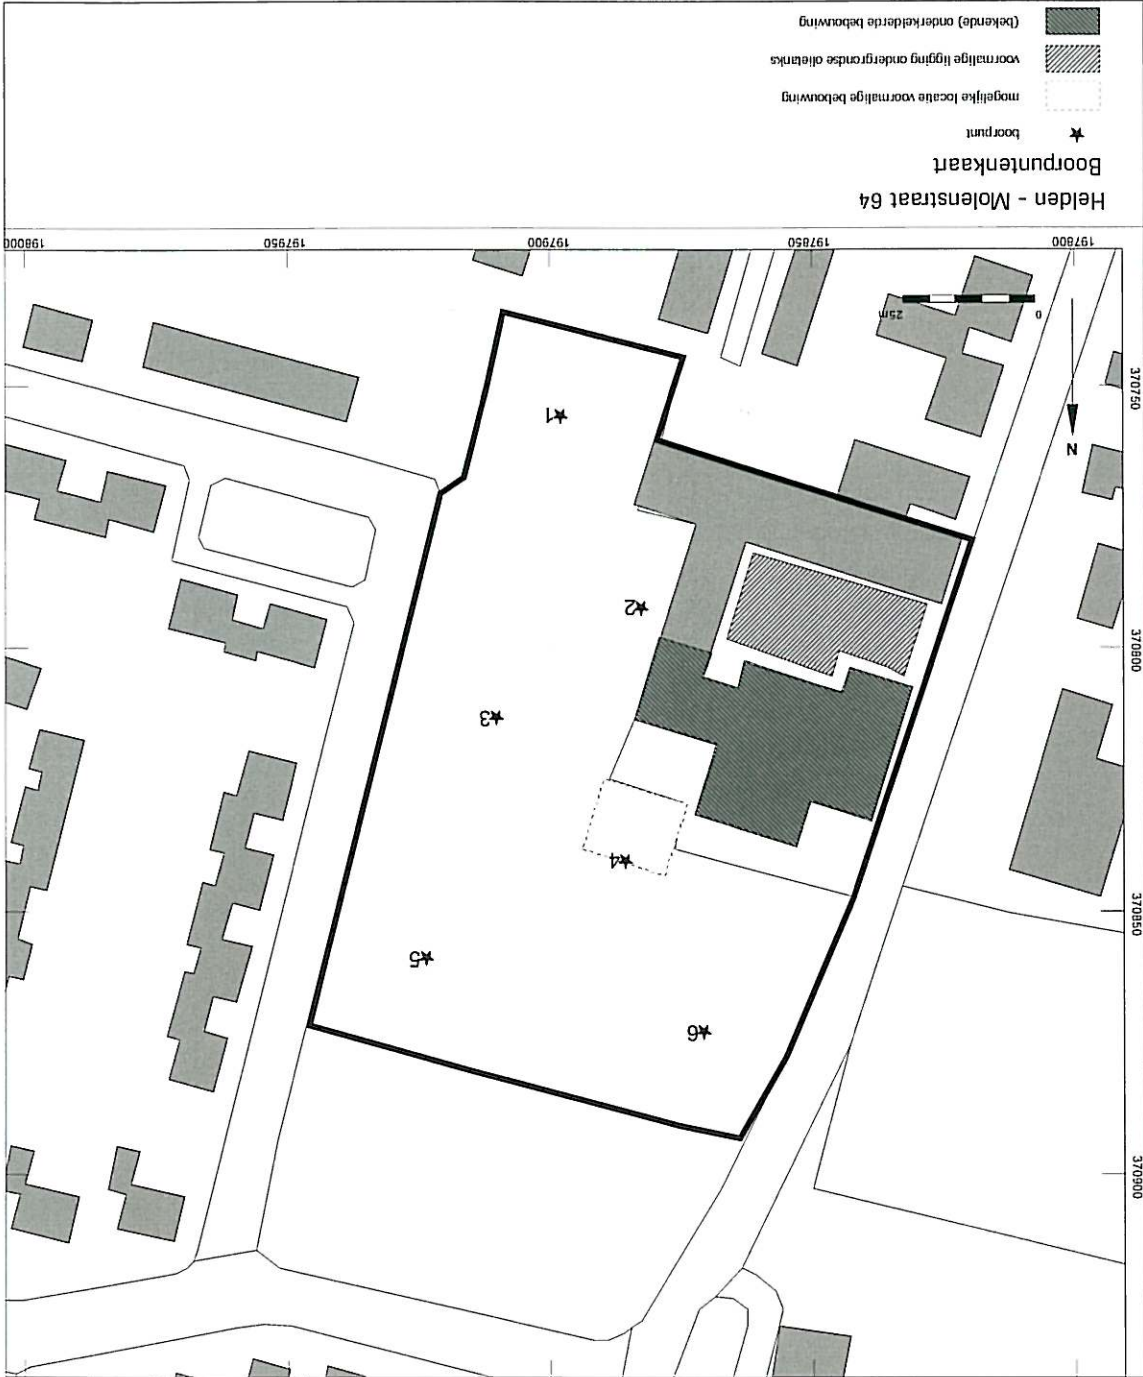 370900
6
5
370850
4
3
370800
2
N
1
370750
0 25m
197800 197850 197900 197950 198000
Helden - Molenstraat 64
Boorpuntenkaart
boorpunt
mogelijke locatie voormalige bebouwing
voormalige ligging ondergrondse olietanks
(bekende) onderkelderde bebouwing